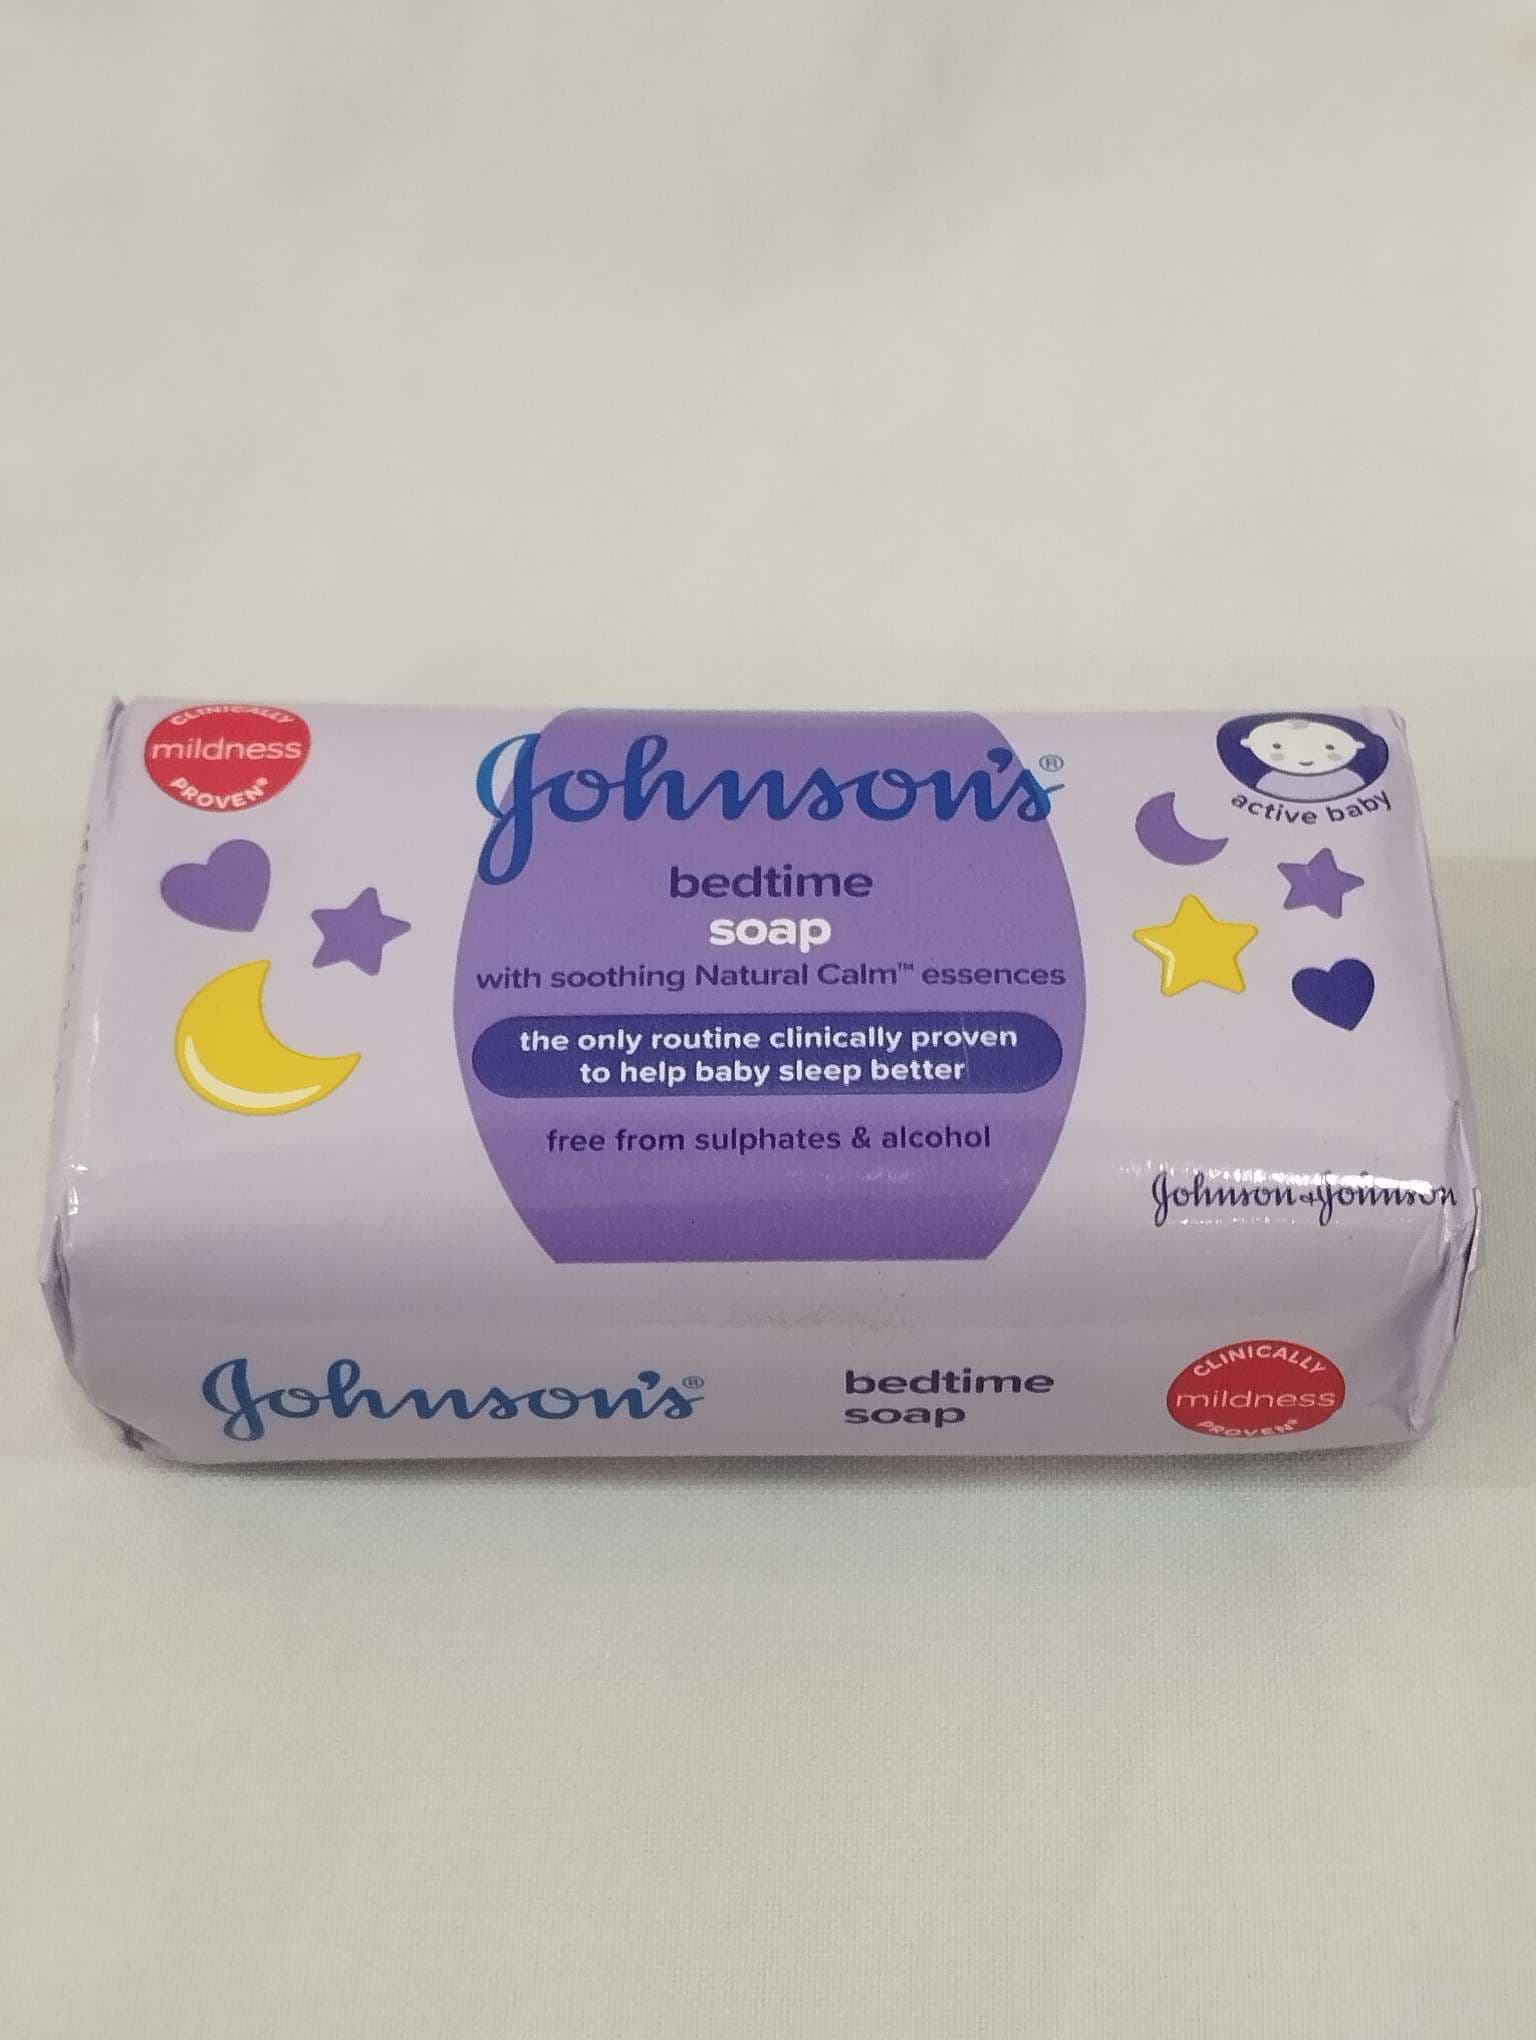 CLINICALLY
mildness
PROVEN*
Johnson's®
bedtime
soap
with soothing Natural Calm™ essences
the only routine clinically proven
to help baby sleep better
free from sulphates & alcohol
active baby
Johnson & Johnson
Johnson's®
bedtime
soap
CLINICALLY
mildness
PROVEN*